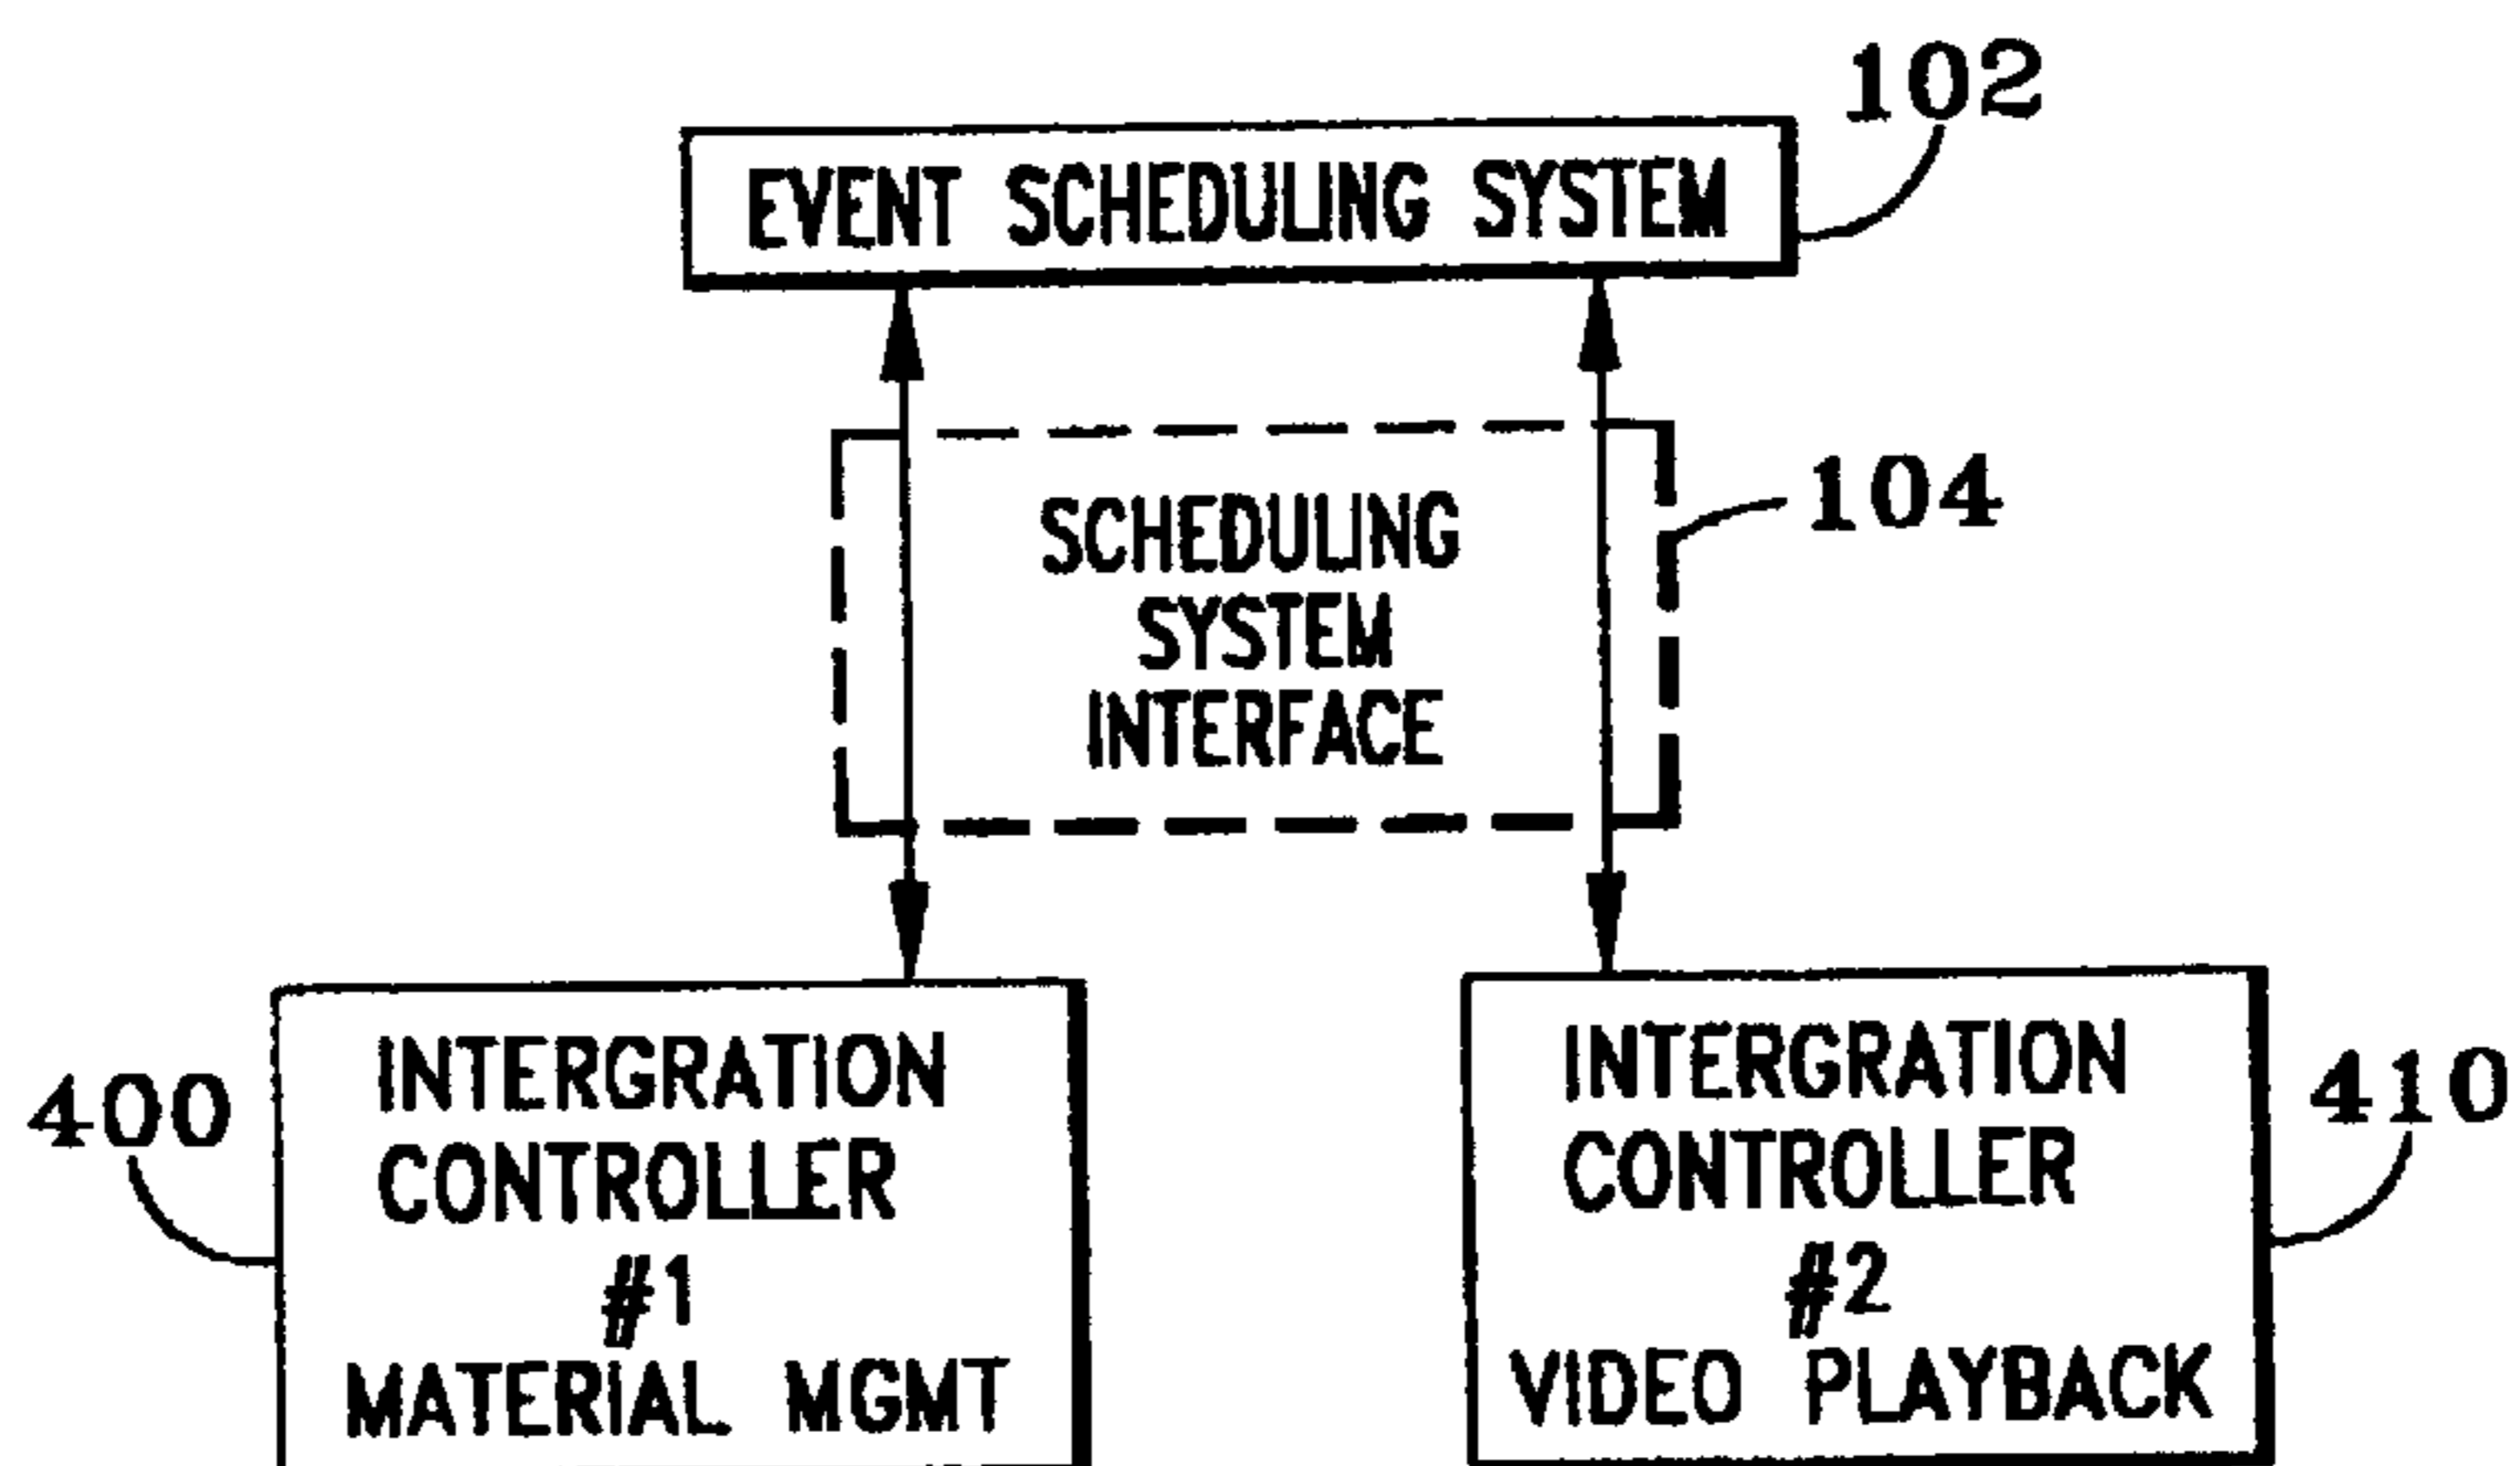 102
EVENT SCHEDULING SYSTEM
104
SCHEDULING
SYSTEM
INTERFACE
400
INTERGRATION
CONTROLLER
#1
MATERIAL MGMT
410
INTERGRATION
CONTROLLER
#2
VIDEO PLAYBACK